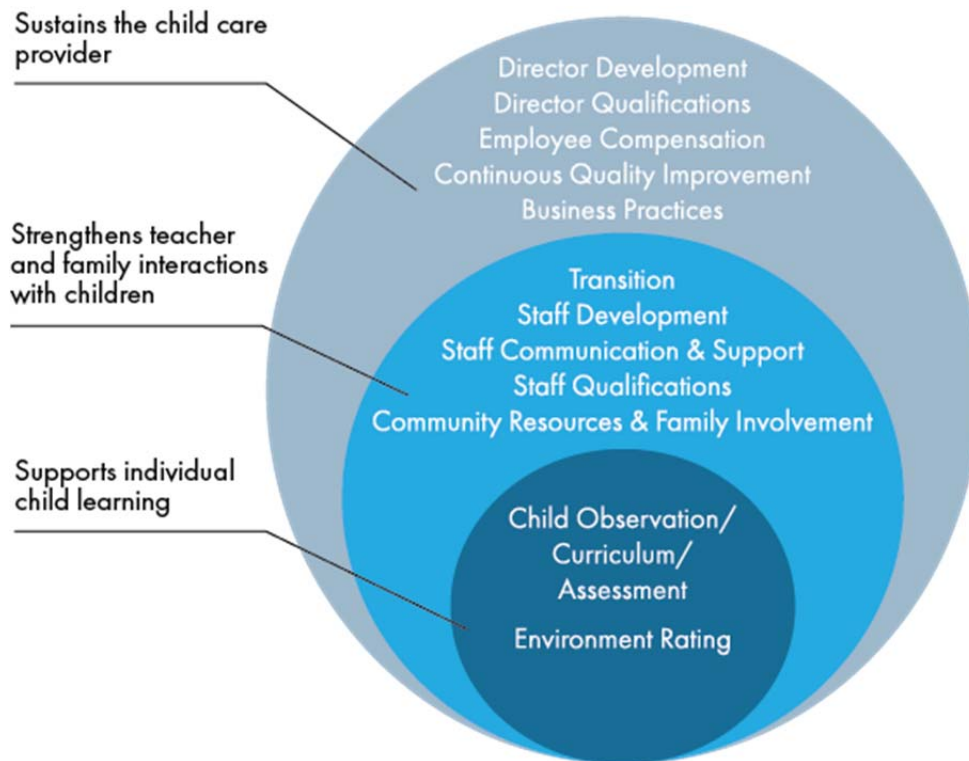 Sustains the child care
provider
Director Development
Director Qualifications
Employee Compensation
Continuous Quality Improvement
Business Practices
Strengthens teacher
and family interactions
with children
Transition
Staff Development
Staff Communication & Support
Staff Qualifications
Community Resources & Family Involvement
Supports individual
child learning
Child Observation/
Curriculum/
Assessment
Environment Rating